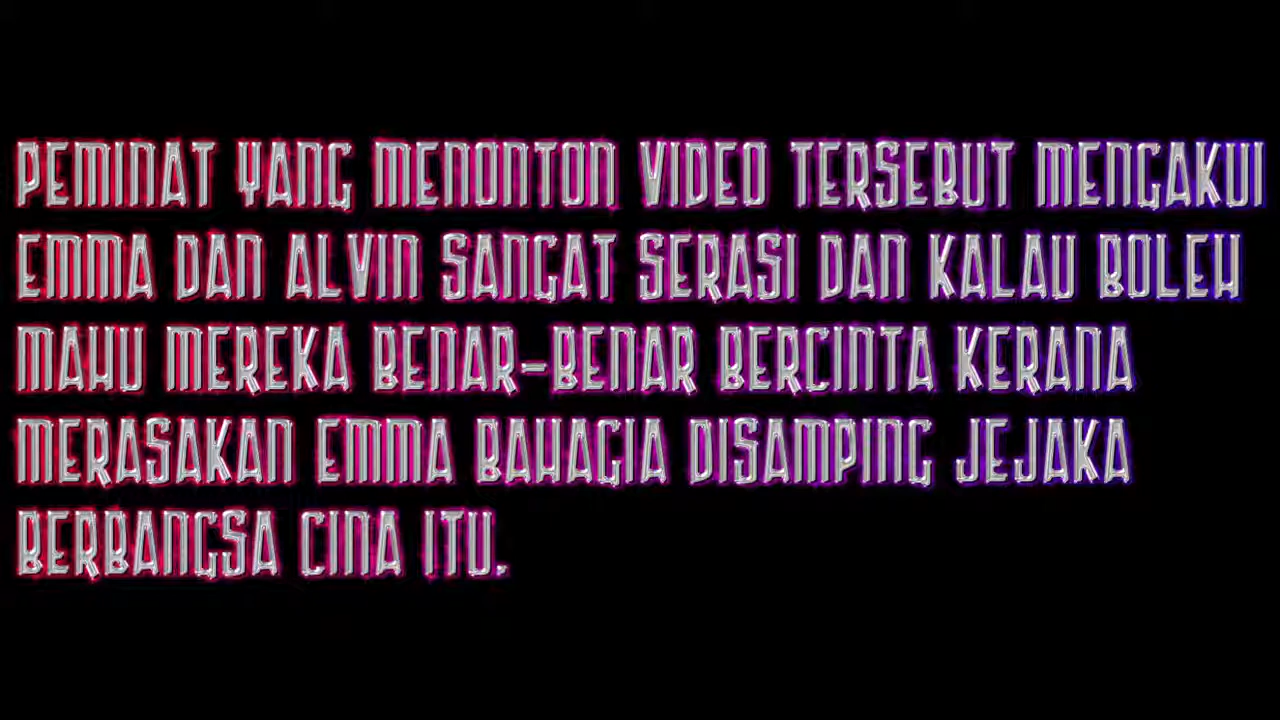 PEMINAT YANG MENONTON VIDEO TERSEBUT MENGAKUI
EMMA DAN ALVIN SANGAT SERASI DAN KALAU BOLEH
MAHU MEREKA BENAR-BENAR BERCINTA KERANA
MERASAKAN EMMA BAHAGIA DISAMPING JEJAKA
BERBANGSA CINA ITU.